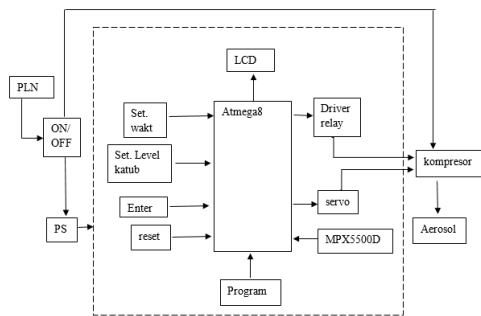 LCD
PLN
Atmega8
Driver
relay
Set.
wakt
ON/
OFF
Set. Level
katub
kompresor
Enter
servo
PS
reset
MPX5500D
Aerosol
Program